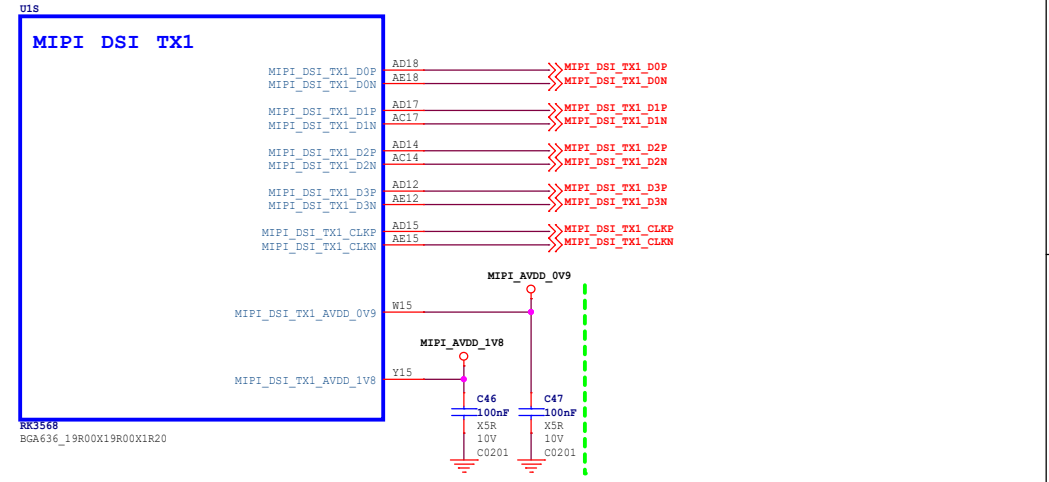 U1S
MIPI DSI TX1
MIPI_DSI_TX1_D0P AD18 MIPI_DSI_TX1_D0P
MIPI_DSI_TX1_D0N AE18 MIPI_DSI_TX1_D0N
MIPI_DSI_TX1_D1P AD17 MIPI_DSI_TX1_D1P
MIPI_DSI_TX1_D1N AC17 MIPI_DSI_TX1_D1N
MIPI_DSI_TX1_D2P AD14 MIPI_DSI_TX1_D2P
MIPI_DSI_TX1_D2N AC14 MIPI_DSI_TX1_D2N
MIPI_DSI_TX1_D3P AD12 MIPI_DSI_TX1_D3P
MIPI_DSI_TX1_D3N AE12 MIPI_DSI_TX1_D3N
MIPI_DSI_TX1_CLKP AD15 MIPI_DSI_TX1_CLKP
MIPI_DSI_TX1_CLKN AE15 MIPI_DSI_TX1_CLKN
MIPI_AVDD_0V9
MIPI_DSI_TX1_AVDD_0V9 W15
MIPI_AVDD_1V8
MIPI_DSI_TX1_AVDD_1V8 Y15
C46 C47
100nF 100nF
X5R X5R
10V 10V
C0201 C0201
RK3568
BGA636_19R00X19R00X1R20